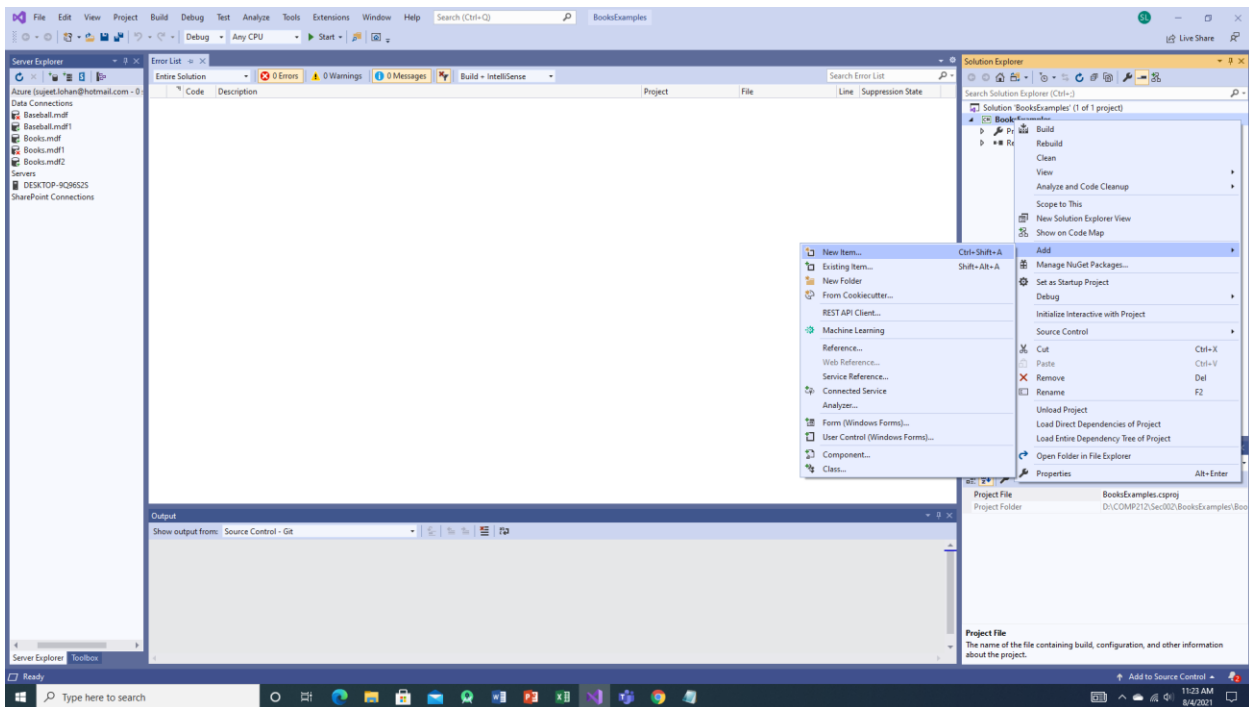 File Edit View Project Build Debug Test Analyze Tools Extensions Window Help Search (Ctrl+Q) BooksExamples SL
Debug Any CPU Start Live Share
Server Explorer
Azure (sujeet.lohan@hotmail.com - 0
Data Connections
Baseball.mdf
Baseball.mdf1
Books.mdf
Books.mdf1
Books.mdf2
Servers
DESKTOP-9Q96S2S
SharePoint Connections
Server Explorer Toolbox
Error List
Entire Solution 0 Errors 0 Warnings 0 Messages Build + IntelliSense Search Error List
Code Description Project File Line Suppression State
Output
Show output from: Source Control - Git
Solution Explorer
Search Solution Explorer (Ctrl+;)
Solution 'BooksExamples' (1 of 1 project)
BooksExamples
Pr
Re
Build
Rebuild
Clean
View
Analyze and Code Cleanup
Scope to This
New Solution Explorer View
Show on Code Map
Add
Manage NuGet Packages...
Set as Startup Project
Debug
Initialize Interactive with Project
Source Control
Cut Ctrl+X
Paste Ctrl+V
Remove Del
Rename F2
Unload Project
Load Direct Dependencies of Project
Load Entire Dependency Tree of Project
Open Folder in File Explorer
Properties Alt+Enter
New Item... Ctrl+Shift+A
Existing Item... Shift+Alt+A
New Folder
From Cookiecutter...
REST API Client...
Machine Learning
Reference...
Web Reference...
Service Reference...
Connected Service
Analyzer...
Form (Windows Forms)...
User Control (Windows Forms)...
Component...
Class...
Project File BooksExamples.csproj
Project Folder D:\COMP212\Sec002\BooksExamples\Boo
Project File
The name of the file containing build, configuration, and other information
about the project.
Ready Add to Source Control 2
Type here to search 11:23 AM
8/4/2021